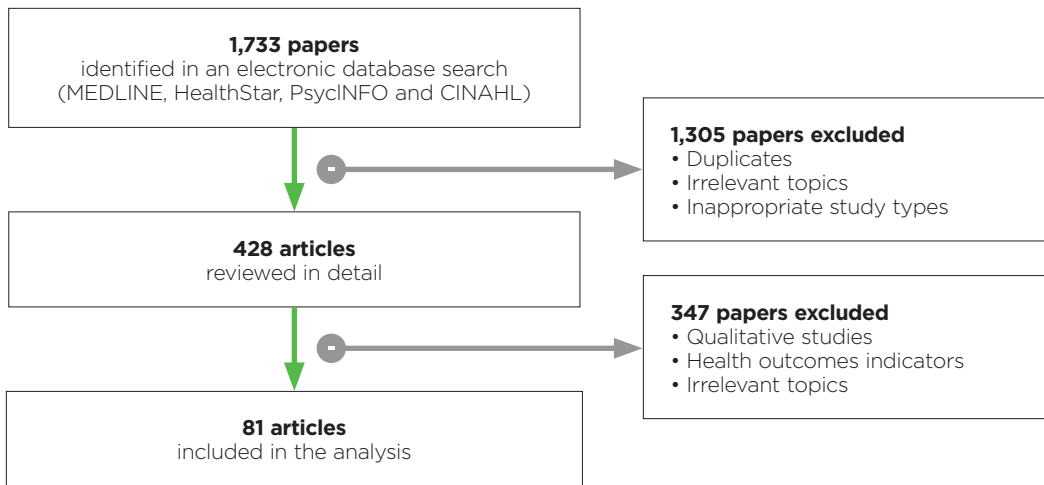 1,733 papers
identified in an electronic database search
(MEDLINE, HealthStar, PsycINFO and CINAHL)
-
1,305 papers excluded
• Duplicates
• Irrelevant topics
• Inappropriate study types
428 articles
reviewed in detail
-
347 papers excluded
• Qualitative studies
• Health outcomes indicators
• Irrelevant topics
81 articles
included in the analysis